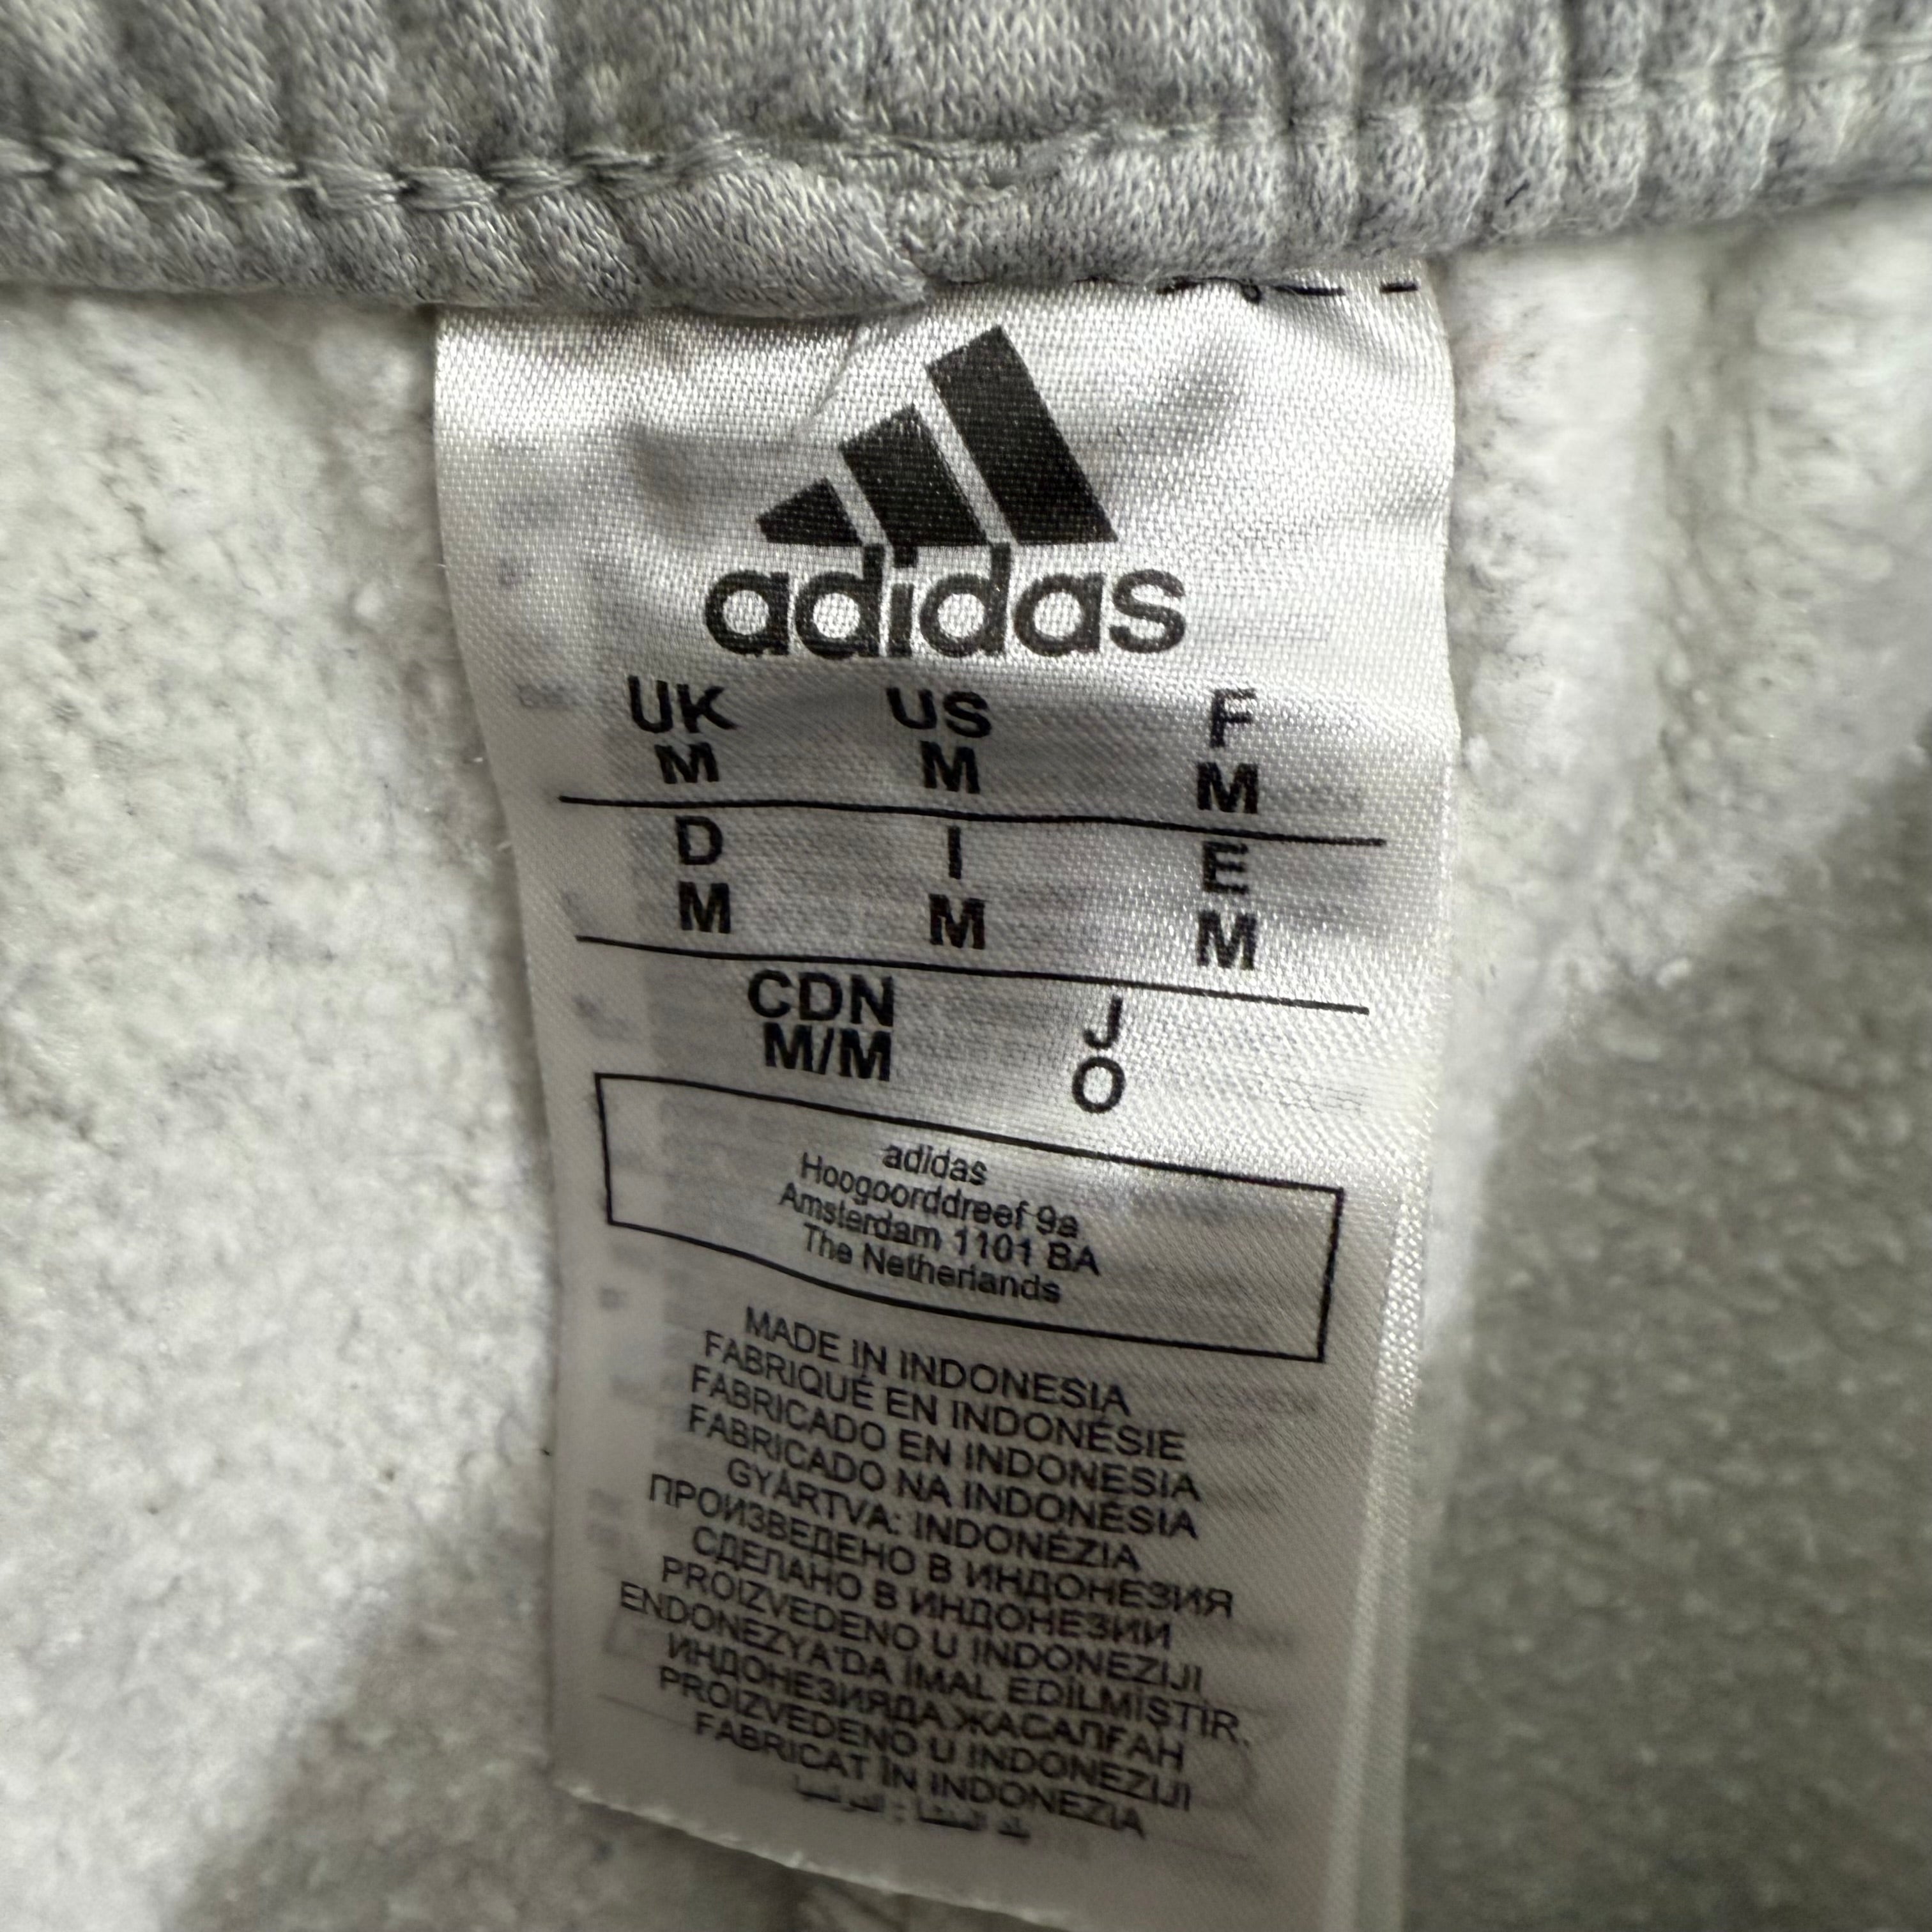 adidas
UK US F
M M M
D I E
M M M
CDN J
M/M O
adidas
Hoogoorddreef 9a
Amsterdam 1101 BA
The Netherlands
MADE IN INDONESIA
FABRIQUÉ EN INDONÉSIE
FABRICADO EN INDONESIA
FABRICADO NA INDONÉSIA
GYÁRTVA: INDONÉZIA
ПРОИЗВЕДЕНО В ИНДОНЕЗИЯ
СДЕЛАНО В ИНДОНЕЗИИ
PROIZVEDENO U INDONEZIJI
ENDONEZYA'DA İMAL EDİLMİŞTİR.
ИНДОНЕЗИЯДА ЖАСАЛҒАН
PROIZVEDENO U INDONEZIJI
FABRICAT ÎN INDONEZIA
بلد المنشأ :